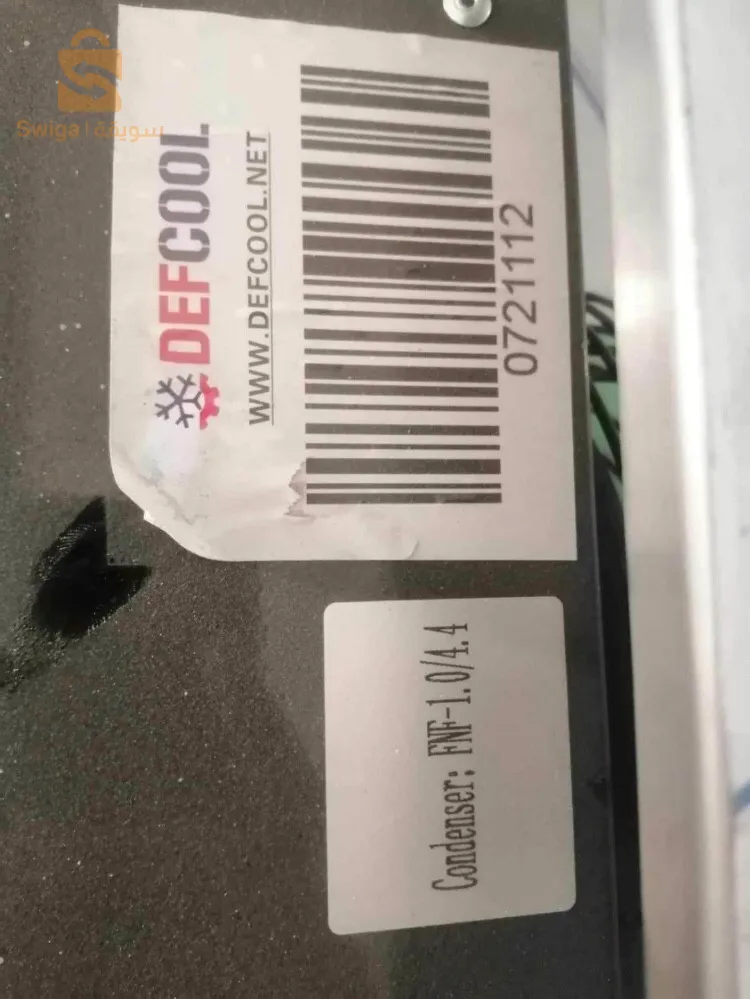 Swiga | سويقة
DEFCOOL
WWW.DEFCOOL.NET
0721112
Condenser: FNF-1.0/4.4